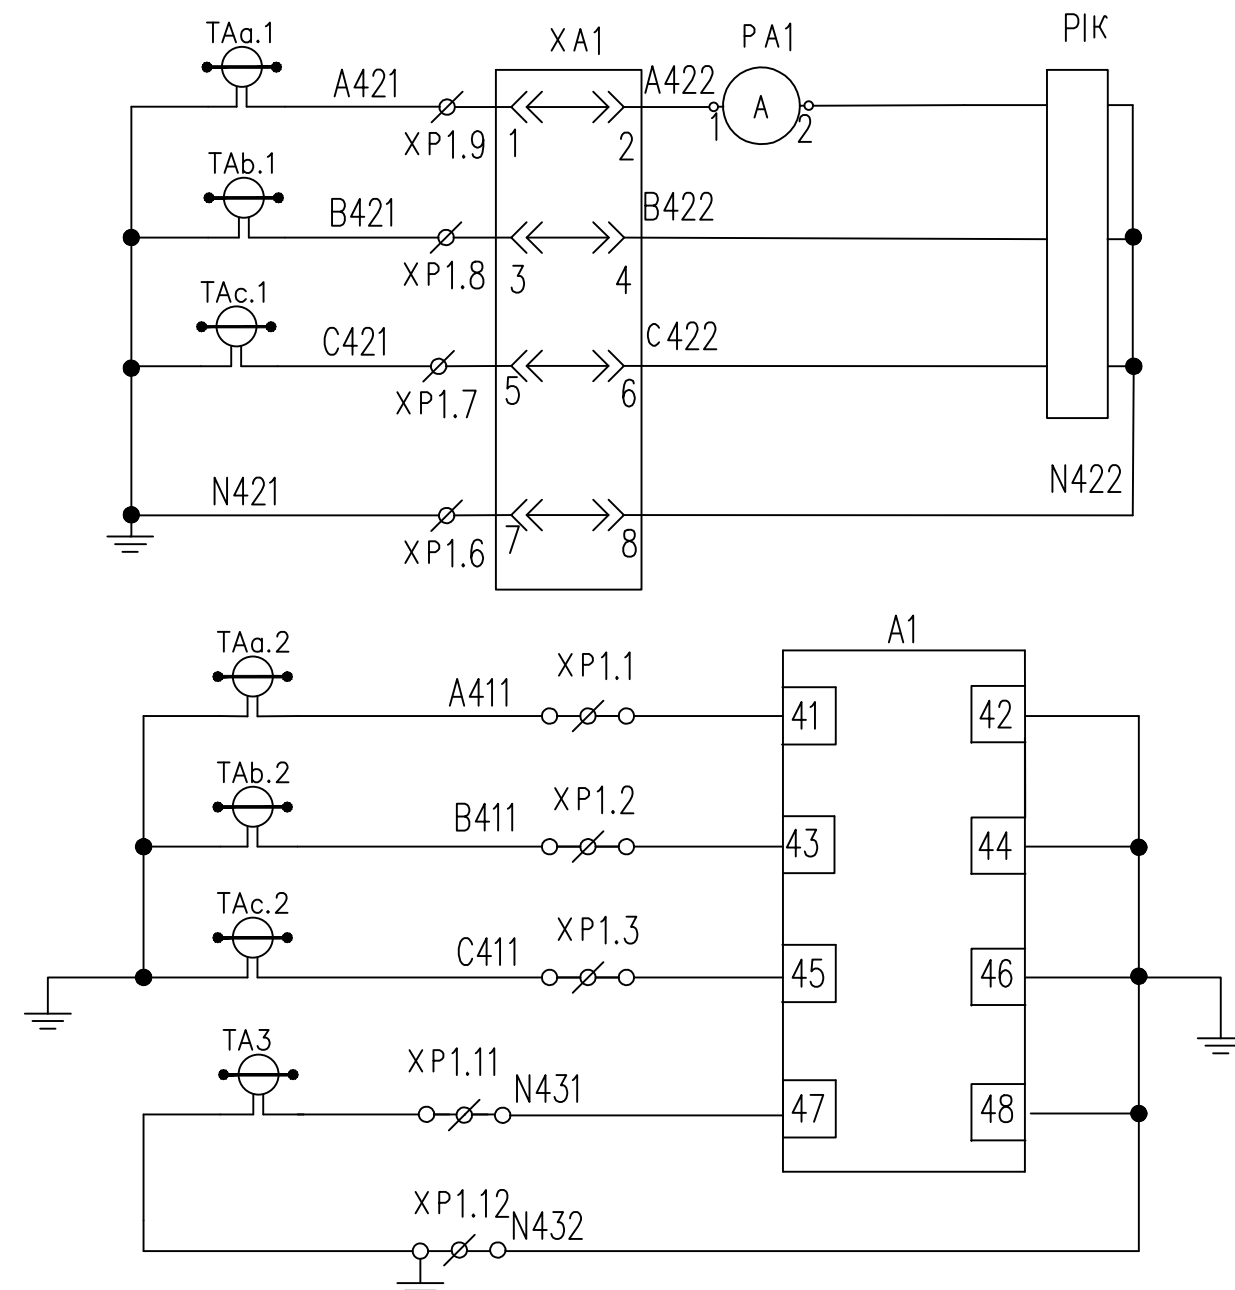 TAa.1
XA1
PA1
PIK
A421
A422
A
XP1.9
1
2
1
2
TAb.1
B421
B422
XP1.8
3
4
TAc.1
C421
C422
XP1.7
5
6
N421
N422
XP1.6
7
8
A1
TAa.2
XP1.1
A411
41
42
TAb.2
XP1.2
B411
43
44
TAc.2
XP1.3
C411
45
46
TA3
XP1.11
N431
47
48
XP1.12
N432